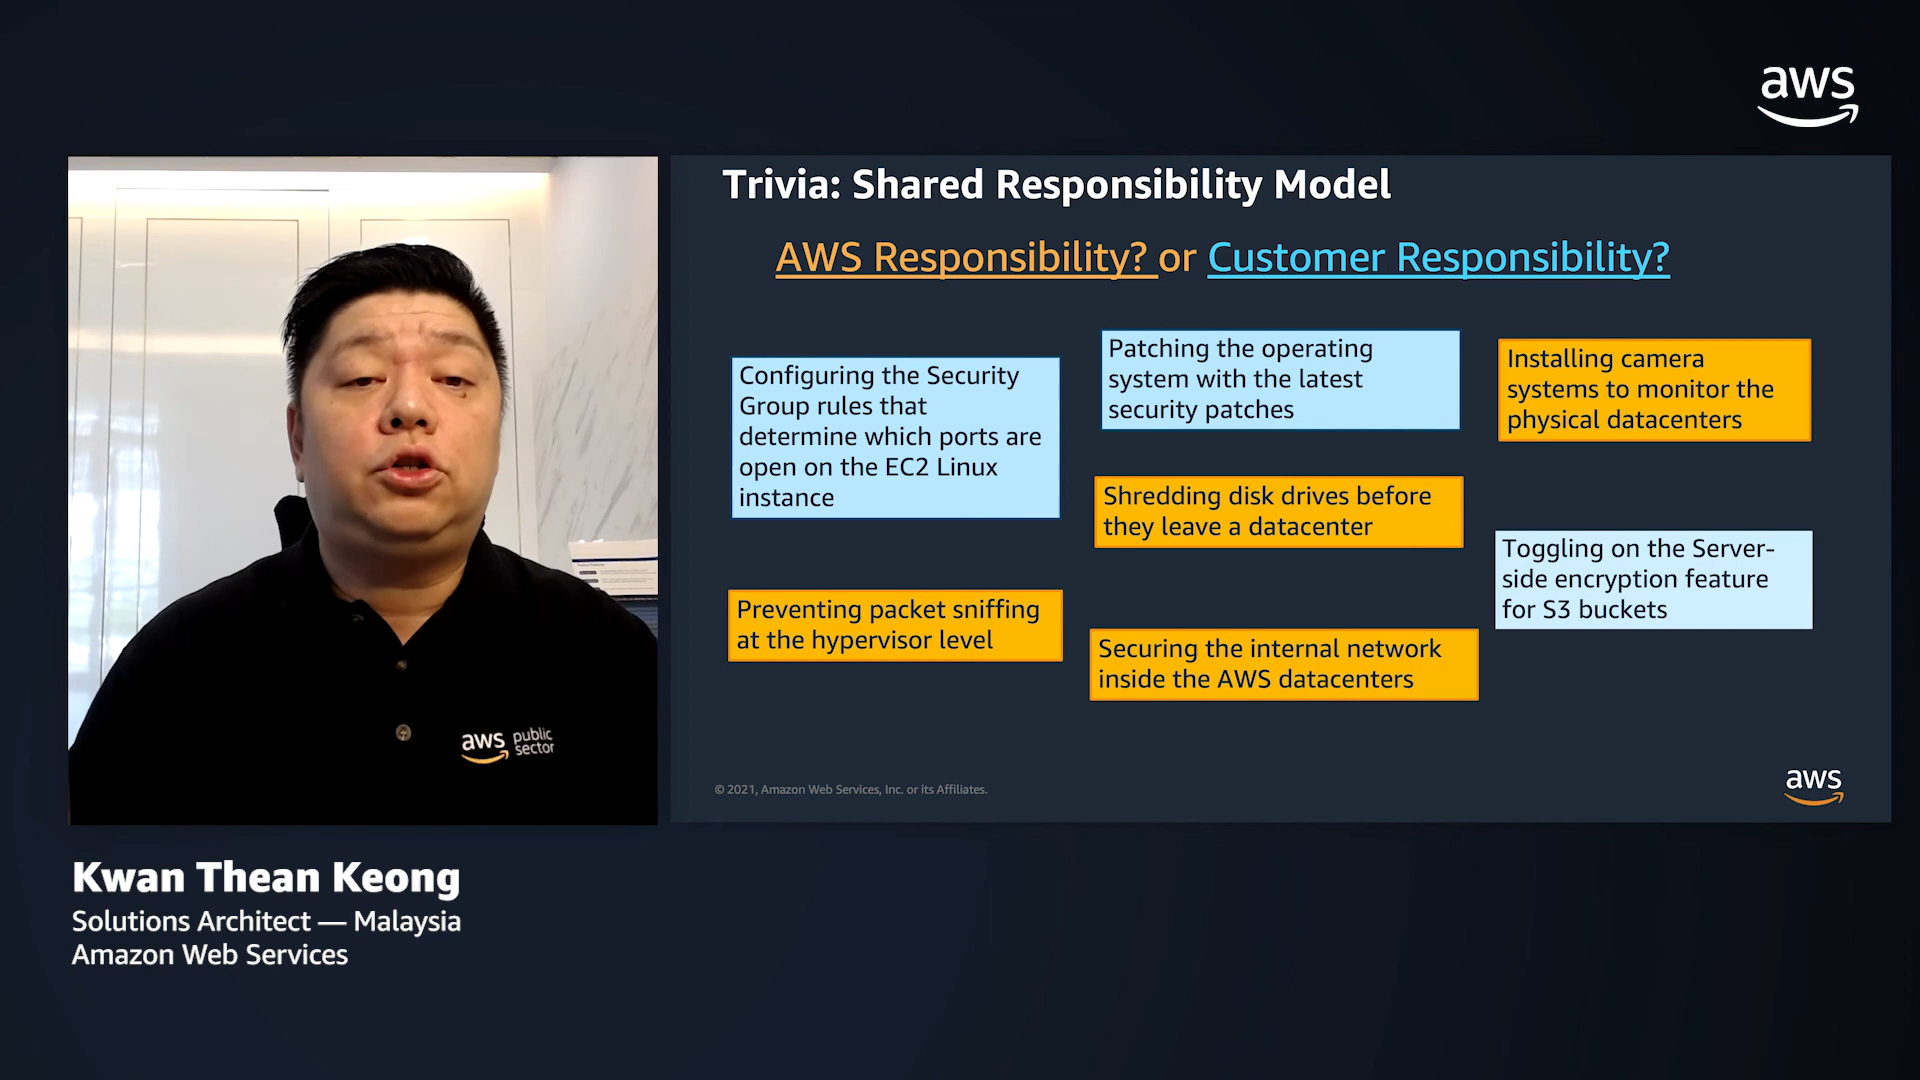 aws
Trivia: Shared Responsibility Model
AWS Responsibility? or Customer Responsibility?
Configuring the Security
Group rules that
determine which ports are
open on the EC2 Linux
instance
Patching the operating
system with the latest
security patches
Installing camera
systems to monitor the
physical datacenters
Shredding disk drives before
they leave a datacenter
Toggling on the Server-
side encryption feature
for S3 buckets
Preventing packet sniffing
at the hypervisor level
Securing the internal network
inside the AWS datacenters
© 2021, Amazon Web Services, Inc. or its Affiliates.
aws
aws public
sector
Kwan Thean Keong
Solutions Architect — Malaysia
Amazon Web Services